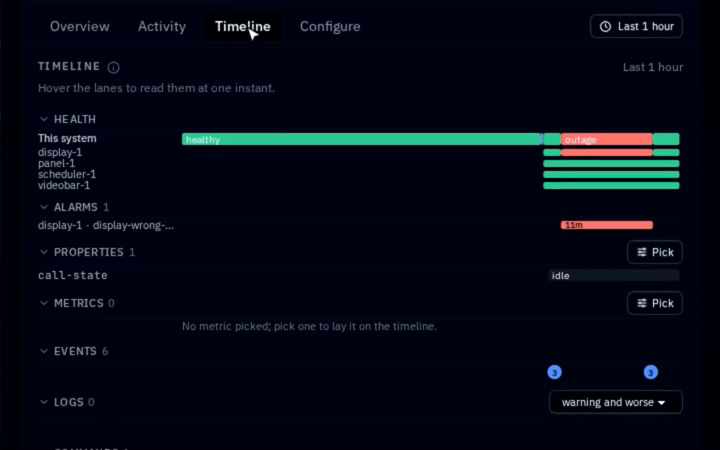 Overview Activity Timeline Configure Last 1 hour
TIMELINE Last 1 hour
Hover the lanes to read them at one instant.
HEALTH
This system healthy outage
display-1
panel-1
scheduler-1
videobar-1
ALARMS 1
display-1 · display-wrong-... 11m
PROPERTIES 1 Pick
call-state idle
METRICS 0 Pick
No metric picked; pick one to lay it on the timeline.
EVENTS 6
3 3
LOGS 0 warning and worse